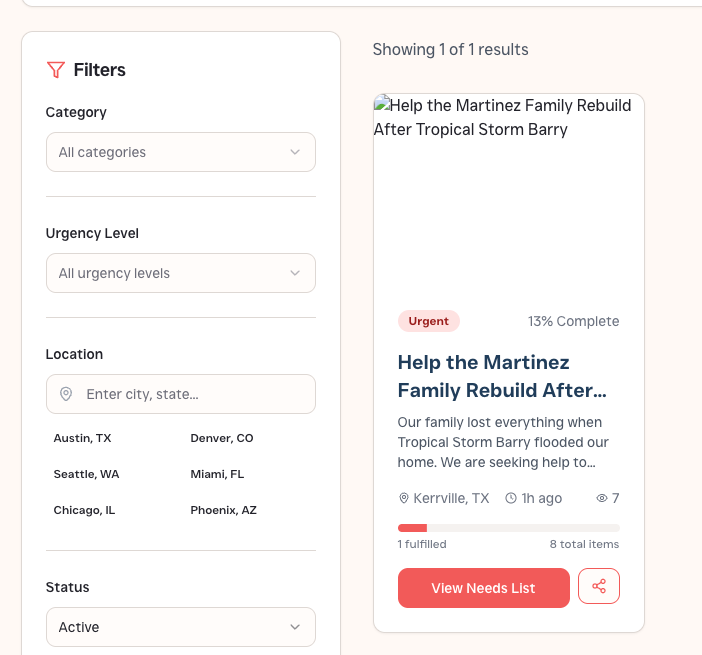 Filters
Category
All categories
Urgency Level
All urgency levels
Location
Enter city, state...
Austin, TX
Denver, CO
Seattle, WA
Miami, FL
Chicago, IL
Phoenix, AZ
Status
Active
Showing 1 of 1 results
Help the Martinez Family Rebuild
After Tropical Storm Barry
Urgent
13% Complete
Help the Martinez
Family Rebuild After...
Our family lost everything when
Tropical Storm Barry flooded our
home. We are seeking help to...
Kerrville, TX
1h ago
7
1 fulfilled
8 total items
View Needs List